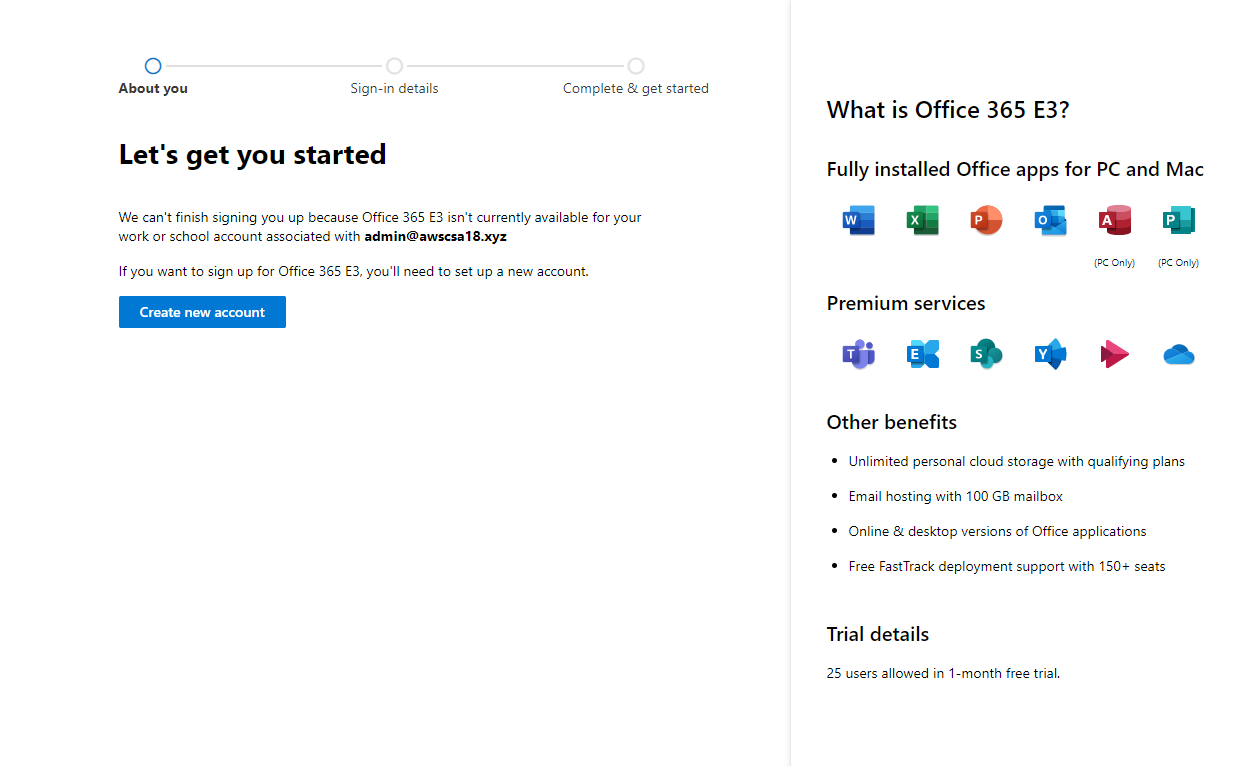 About you
Sign-in details
Complete & get started
Let's get you started
We can't finish signing you up because Office 365 E3 isn't currently available for your
work or school account associated with admin@awscsa18.xyz
If you want to sign up for Office 365 E3, you'll need to set up a new account.
Create new account
What is Office 365 E3?
Fully installed Office apps for PC and Mac
W X P O A P
(PC Only) (PC Only)
Premium services
T E S Y
Other benefits
• Unlimited personal cloud storage with qualifying plans
• Email hosting with 100 GB mailbox
• Online & desktop versions of Office applications
• Free FastTrack deployment support with 150+ seats
Trial details
25 users allowed in 1-month free trial.